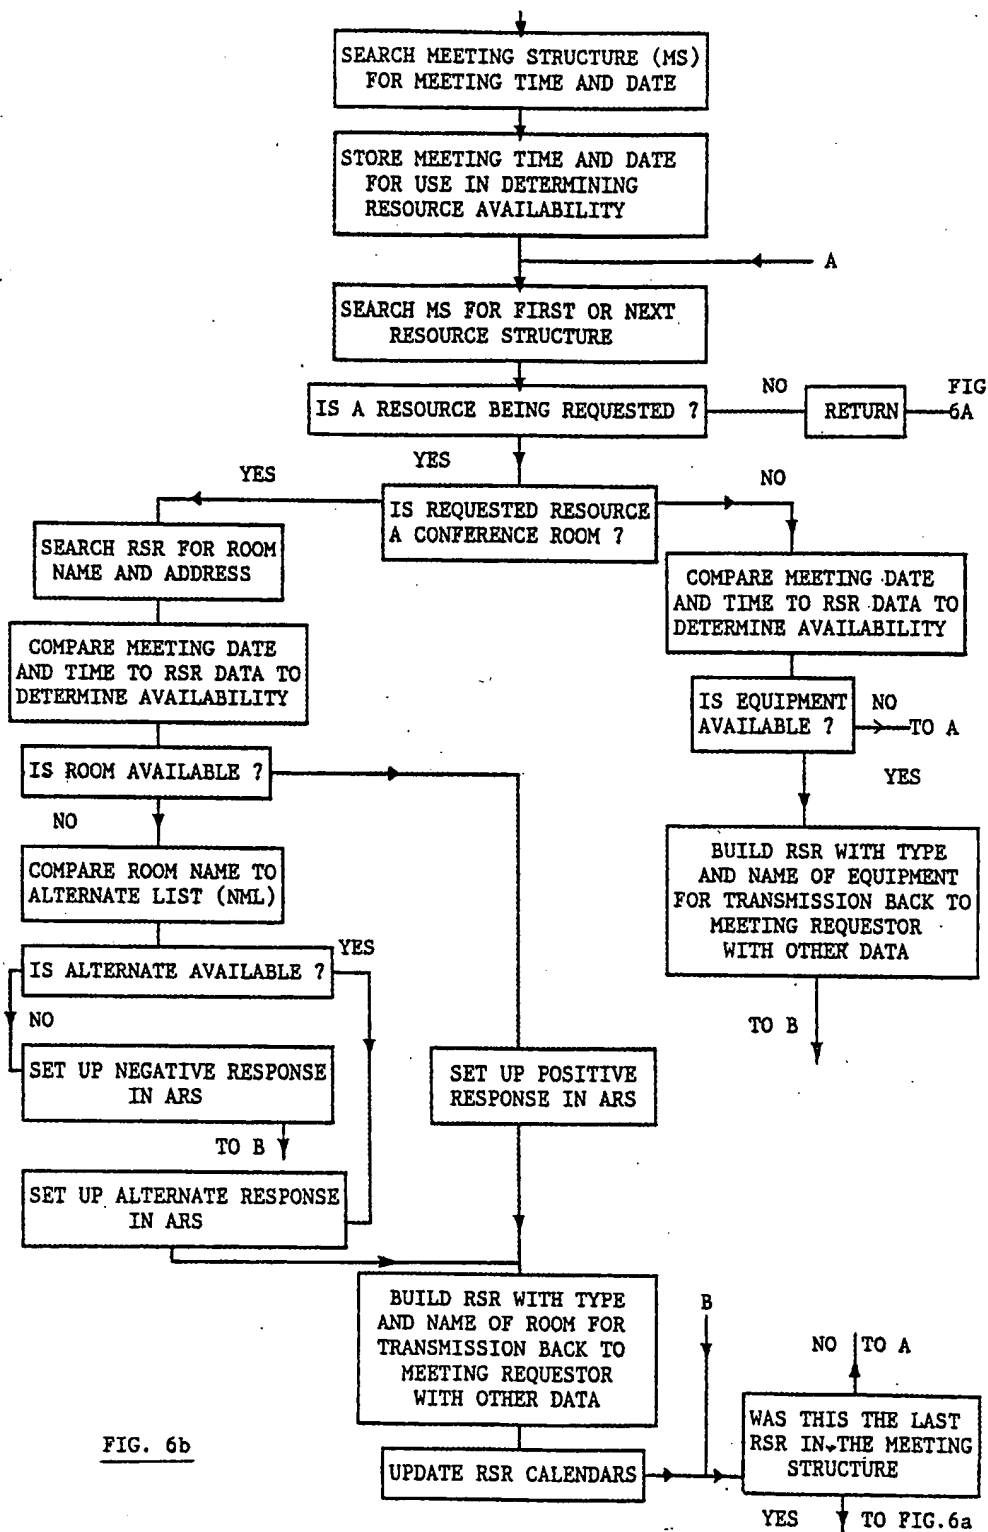 SEARCH MEETING STRUCTURE (MS)
FOR MEETING TIME AND DATE
STORE MEETING TIME AND DATE
FOR USE IN DETERMINING
RESOURCE AVAILABILITY
A
SEARCH MS FOR FIRST OR NEXT
RESOURCE STRUCTURE
IS A RESOURCE BEING REQUESTED ?
NO
RETURN
FIG
6A
YES
YES
NO
IS REQUESTED RESOURCE
A CONFERENCE ROOM ?
SEARCH RSR FOR ROOM
NAME AND ADDRESS
COMPARE MEETING DATE
AND TIME TO RSR DATA TO
DETERMINE AVAILABILITY
COMPARE MEETING DATE
AND TIME TO RSR DATA TO
DETERMINE AVAILABILITY
IS EQUIPMENT
AVAILABLE ?
NO
TO A
YES
IS ROOM AVAILABLE ?
NO
COMPARE ROOM NAME TO
ALTERNATE LIST (NML)
BUILD RSR WITH TYPE
AND NAME OF EQUIPMENT
FOR TRANSMISSION BACK TO
MEETING REQUESTOR
WITH OTHER DATA
TO B
IS ALTERNATE AVAILABLE ?
YES
NO
SET UP NEGATIVE RESPONSE
IN ARS
TO B
SET UP POSITIVE
RESPONSE IN ARS
SET UP ALTERNATE RESPONSE
IN ARS
BUILD RSR WITH TYPE
AND NAME OF ROOM FOR
TRANSMISSION BACK TO
MEETING REQUESTOR
WITH OTHER DATA
B
NO
TO A
WAS THIS THE LAST
RSR IN THE MEETING
STRUCTURE
UPDATE RSR CALENDARS
YES
TO FIG.6a
FIG. 6b